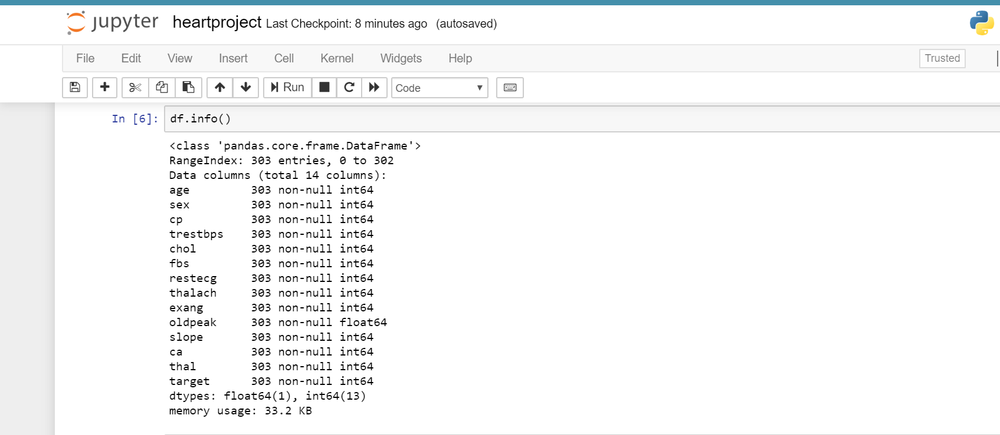 jupyter heartproject Last Checkpoint: 8 minutes ago (autosaved)
File Edit View Insert Cell Kernel Widgets Help Trusted
Run Code
In [6]: df.info()
<class 'pandas.core.frame.DataFrame'>
RangeIndex: 303 entries, 0 to 302
Data columns (total 14 columns):
age 303 non-null int64
sex 303 non-null int64
cp 303 non-null int64
trestbps 303 non-null int64
chol 303 non-null int64
fbs 303 non-null int64
restecg 303 non-null int64
thalach 303 non-null int64
exang 303 non-null int64
oldpeak 303 non-null float64
slope 303 non-null int64
ca 303 non-null int64
thal 303 non-null int64
target 303 non-null int64
dtypes: float64(1), int64(13)
memory usage: 33.2 KB